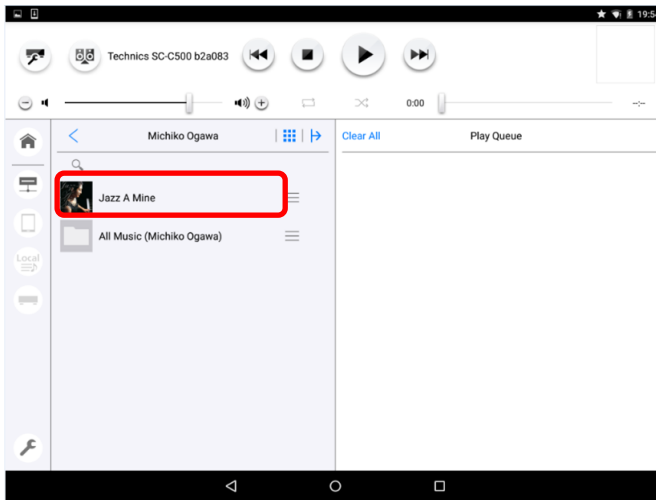 19:54
Technics SC-C500 b2a083
0:00
--:--
Michiko Ogawa
Clear All
Play Queue
Jazz A Mine
All Music (Michiko Ogawa)
Local